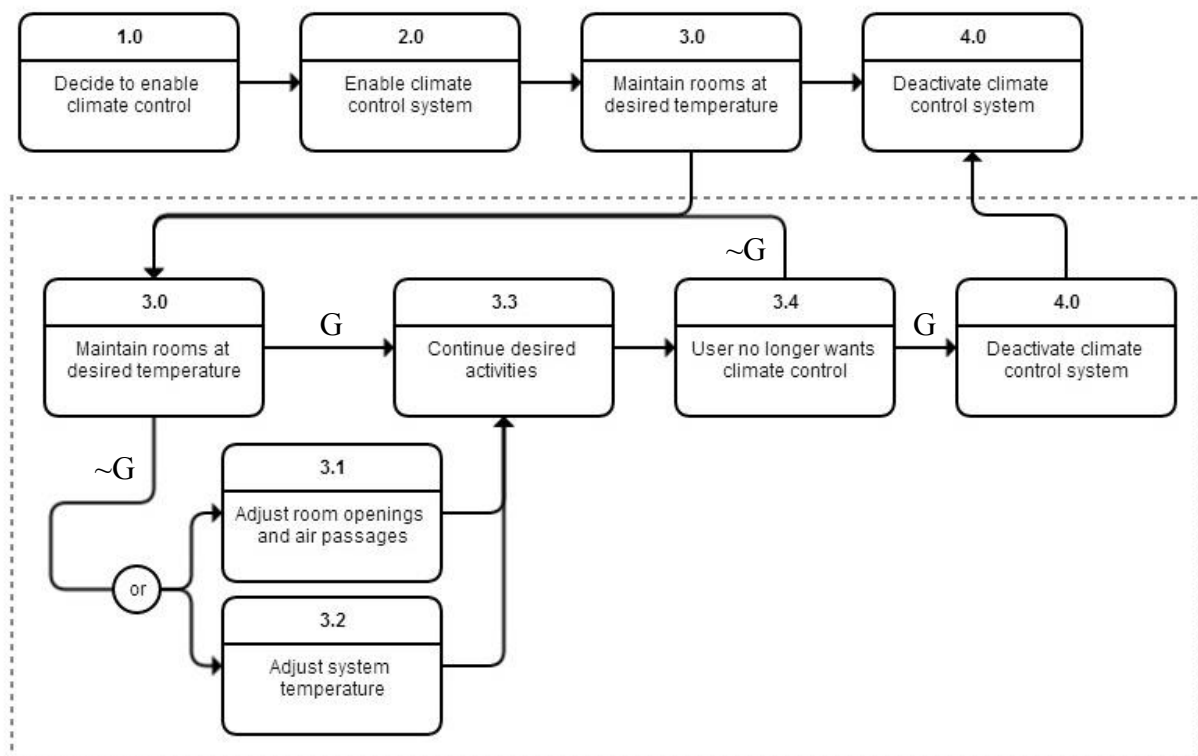 1.0
Decide to enable
climate control
2.0
Enable climate
control system
3.0
Maintain rooms at
desired temperature
4.0
Deactivate climate
control system
~G
3.0
Maintain rooms at
desired temperature
G
3.3
Continue desired
activities
3.4
User no longer wants
climate control
G
4.0
Deactivate climate
control system
~G
3.1
Adjust room openings
and air passages
or
3.2
Adjust system
temperature